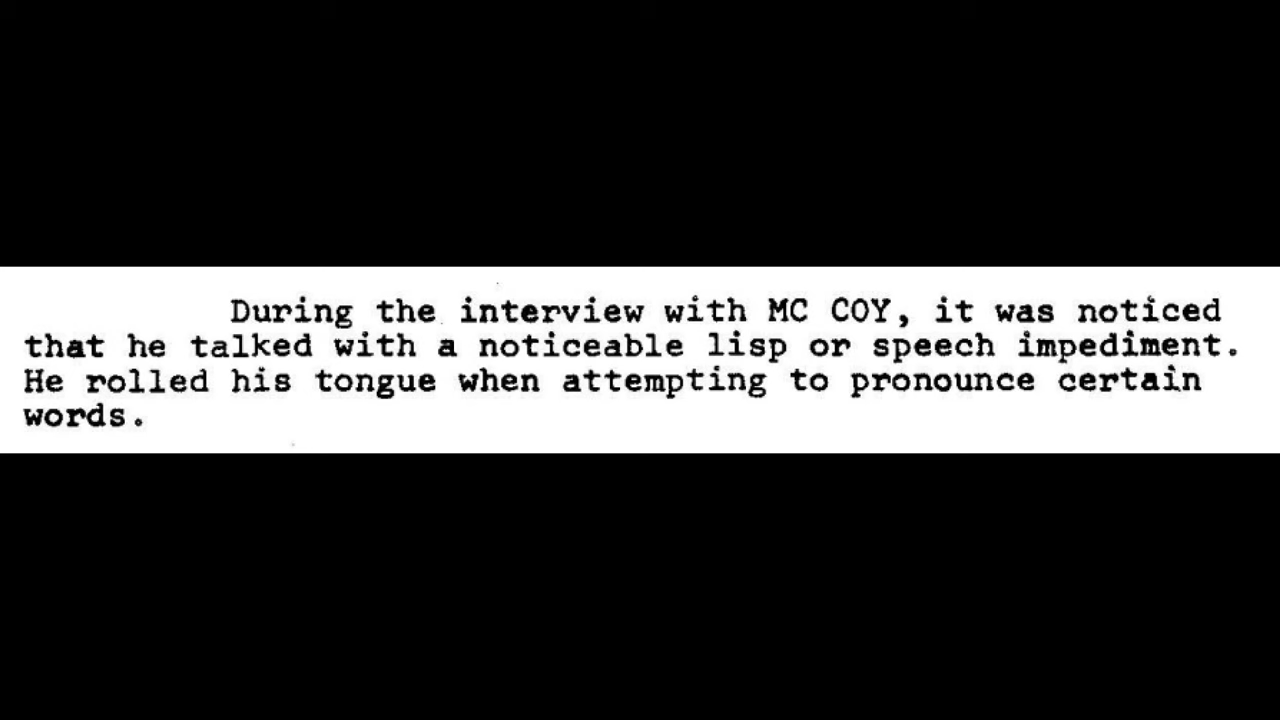 During the interview with MC COY, it was noticed
that he talked with a noticeable lisp or speech impediment.
He rolled his tongue when attempting to pronounce certain
words.